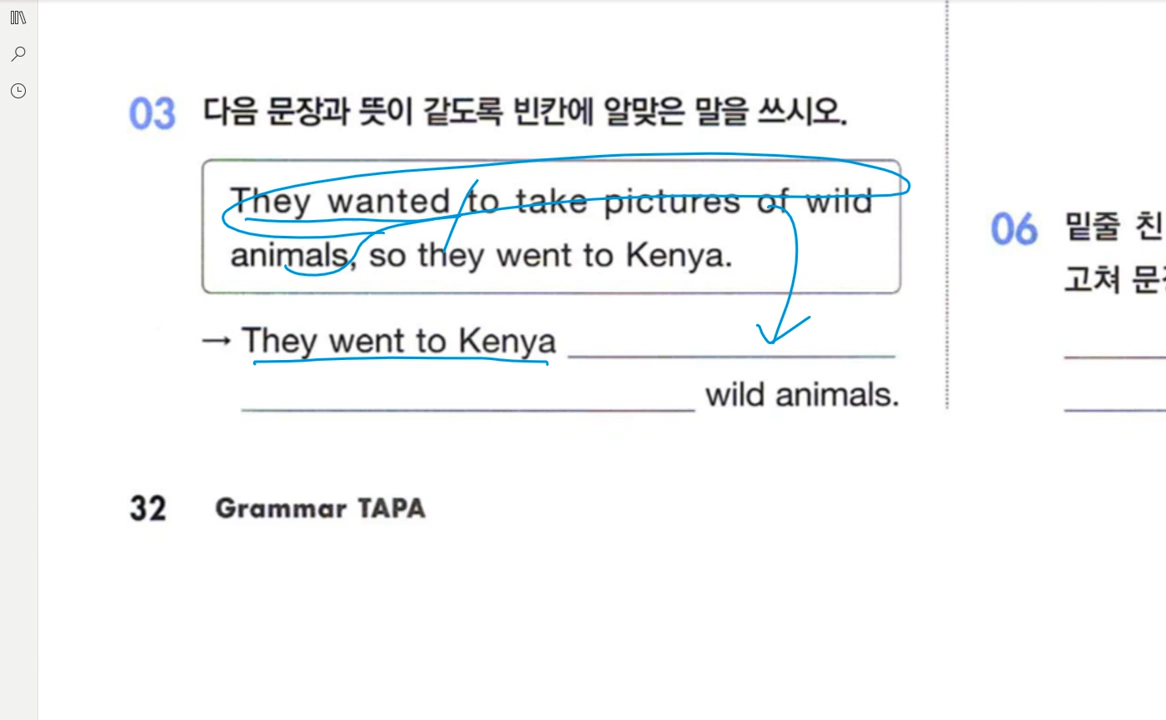 03 다음 문장과 뜻이 같도록 빈칸에 알맞은 말을 쓰시오.
They wanted to take pictures of wild
animals, so they went to Kenya.
→ They went to Kenya
wild animals.
32 Grammar TAPA
06 밑줄 친
고쳐